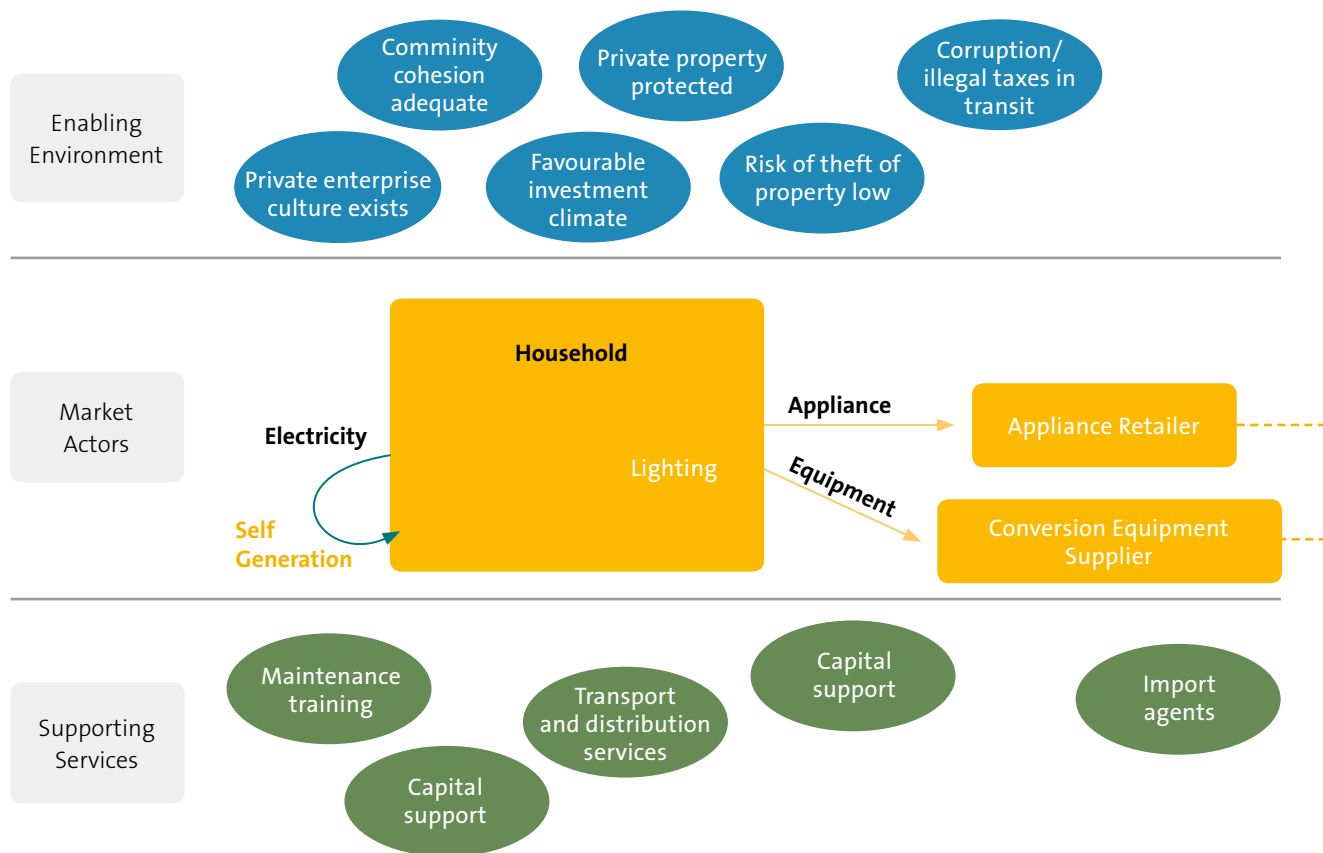 Enabling
Environment
Comminity
cohesion
adequate
Private property
protected
Corruption/
illegal taxes in
transit
Private enterprise
culture exists
Favourable
investment
climate
Risk of theft of
property low
Market
Actors
Household
Electricity
Self
Generation
Lighting
Appliance
Equipment
Appliance Retailer
Conversion Equipment
Supplier
Supporting
Services
Maintenance
training
Capital
support
Transport
and distribution
services
Capital
support
Import
agents